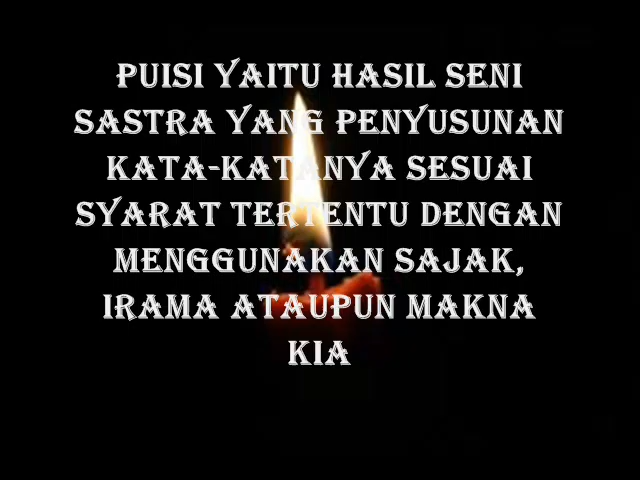 PUISI YAITU HASIL SENI
SASTRA YANG PENYUSUNAN
KATA-KATANYA SESUAI
SYARAT TERTENTU DENGAN
MENGGUNAKAN SAJAK,
IRAMA ATAUPUN MAKNA
KIA